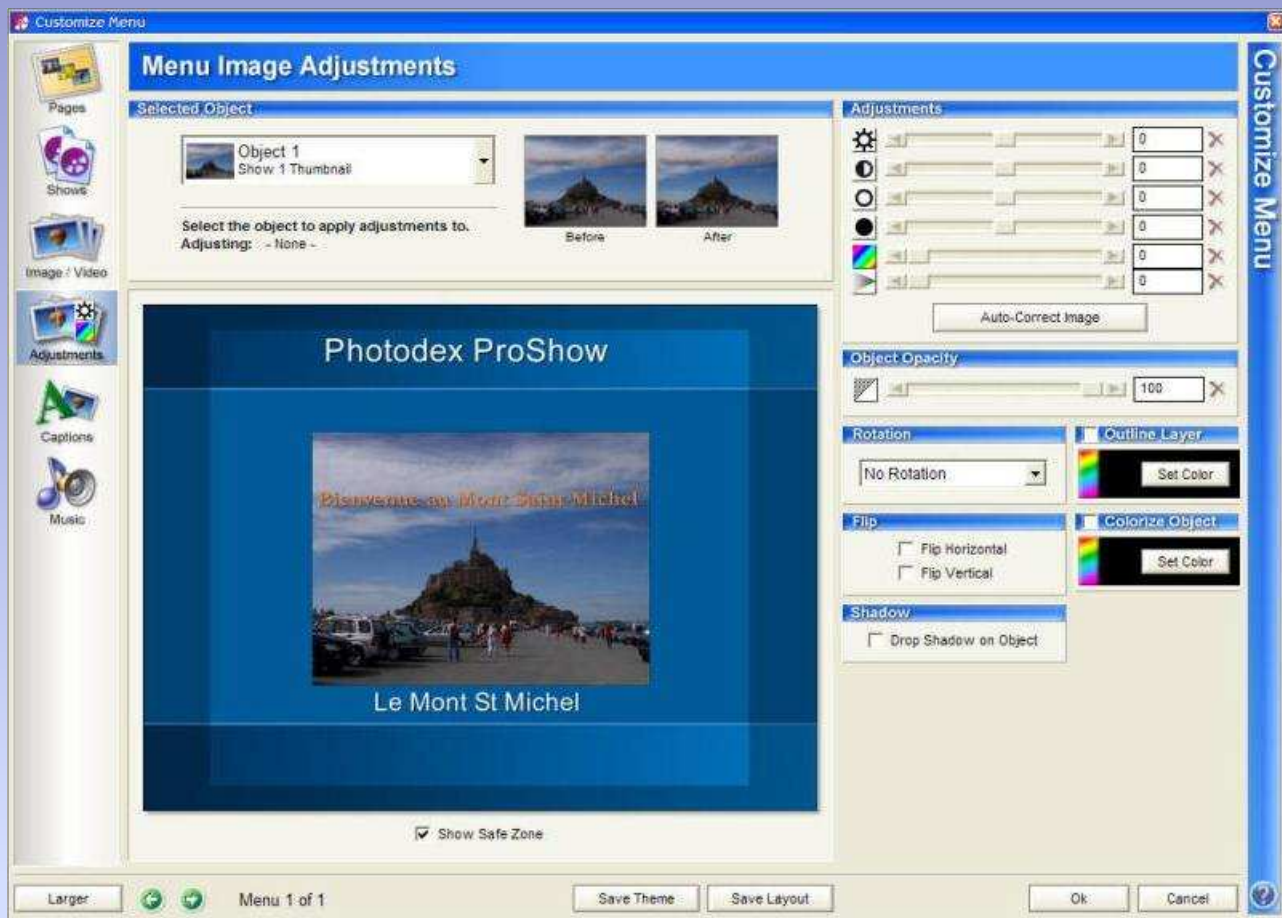 Customize Menu
Pages
Shows
Image / Video
Adjustments
Captions
Music
Menu Image Adjustments
Selected Object
Object 1
Show 1 Thumbnail
Select the object to apply adjustments to.
Adjusting: - None -
Before
After
Photodex ProShow
Bienvenue au Mont Saint-Michel
Le Mont St Michel
Show Safe Zone
Adjustments
0
0
0
0
0
0
Auto-Correct Image
Object Opacity
100
Rotation
No Rotation
Outline Layer
Set Color
Flip
Flip Horizontal
Flip Vertical
Colorize Object
Set Color
Shadow
Drop Shadow on Object
Customize Menu
Larger
Menu 1 of 1
Save Theme
Save Layout
Ok
Cancel
?